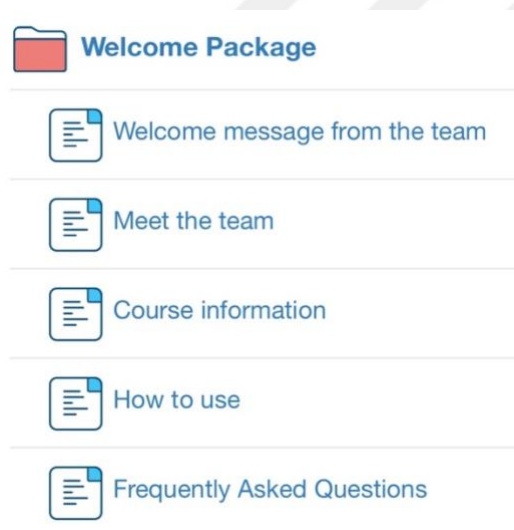 Welcome Package
Welcome message from the team
Meet the team
Course information
How to use
Frequently Asked Questions